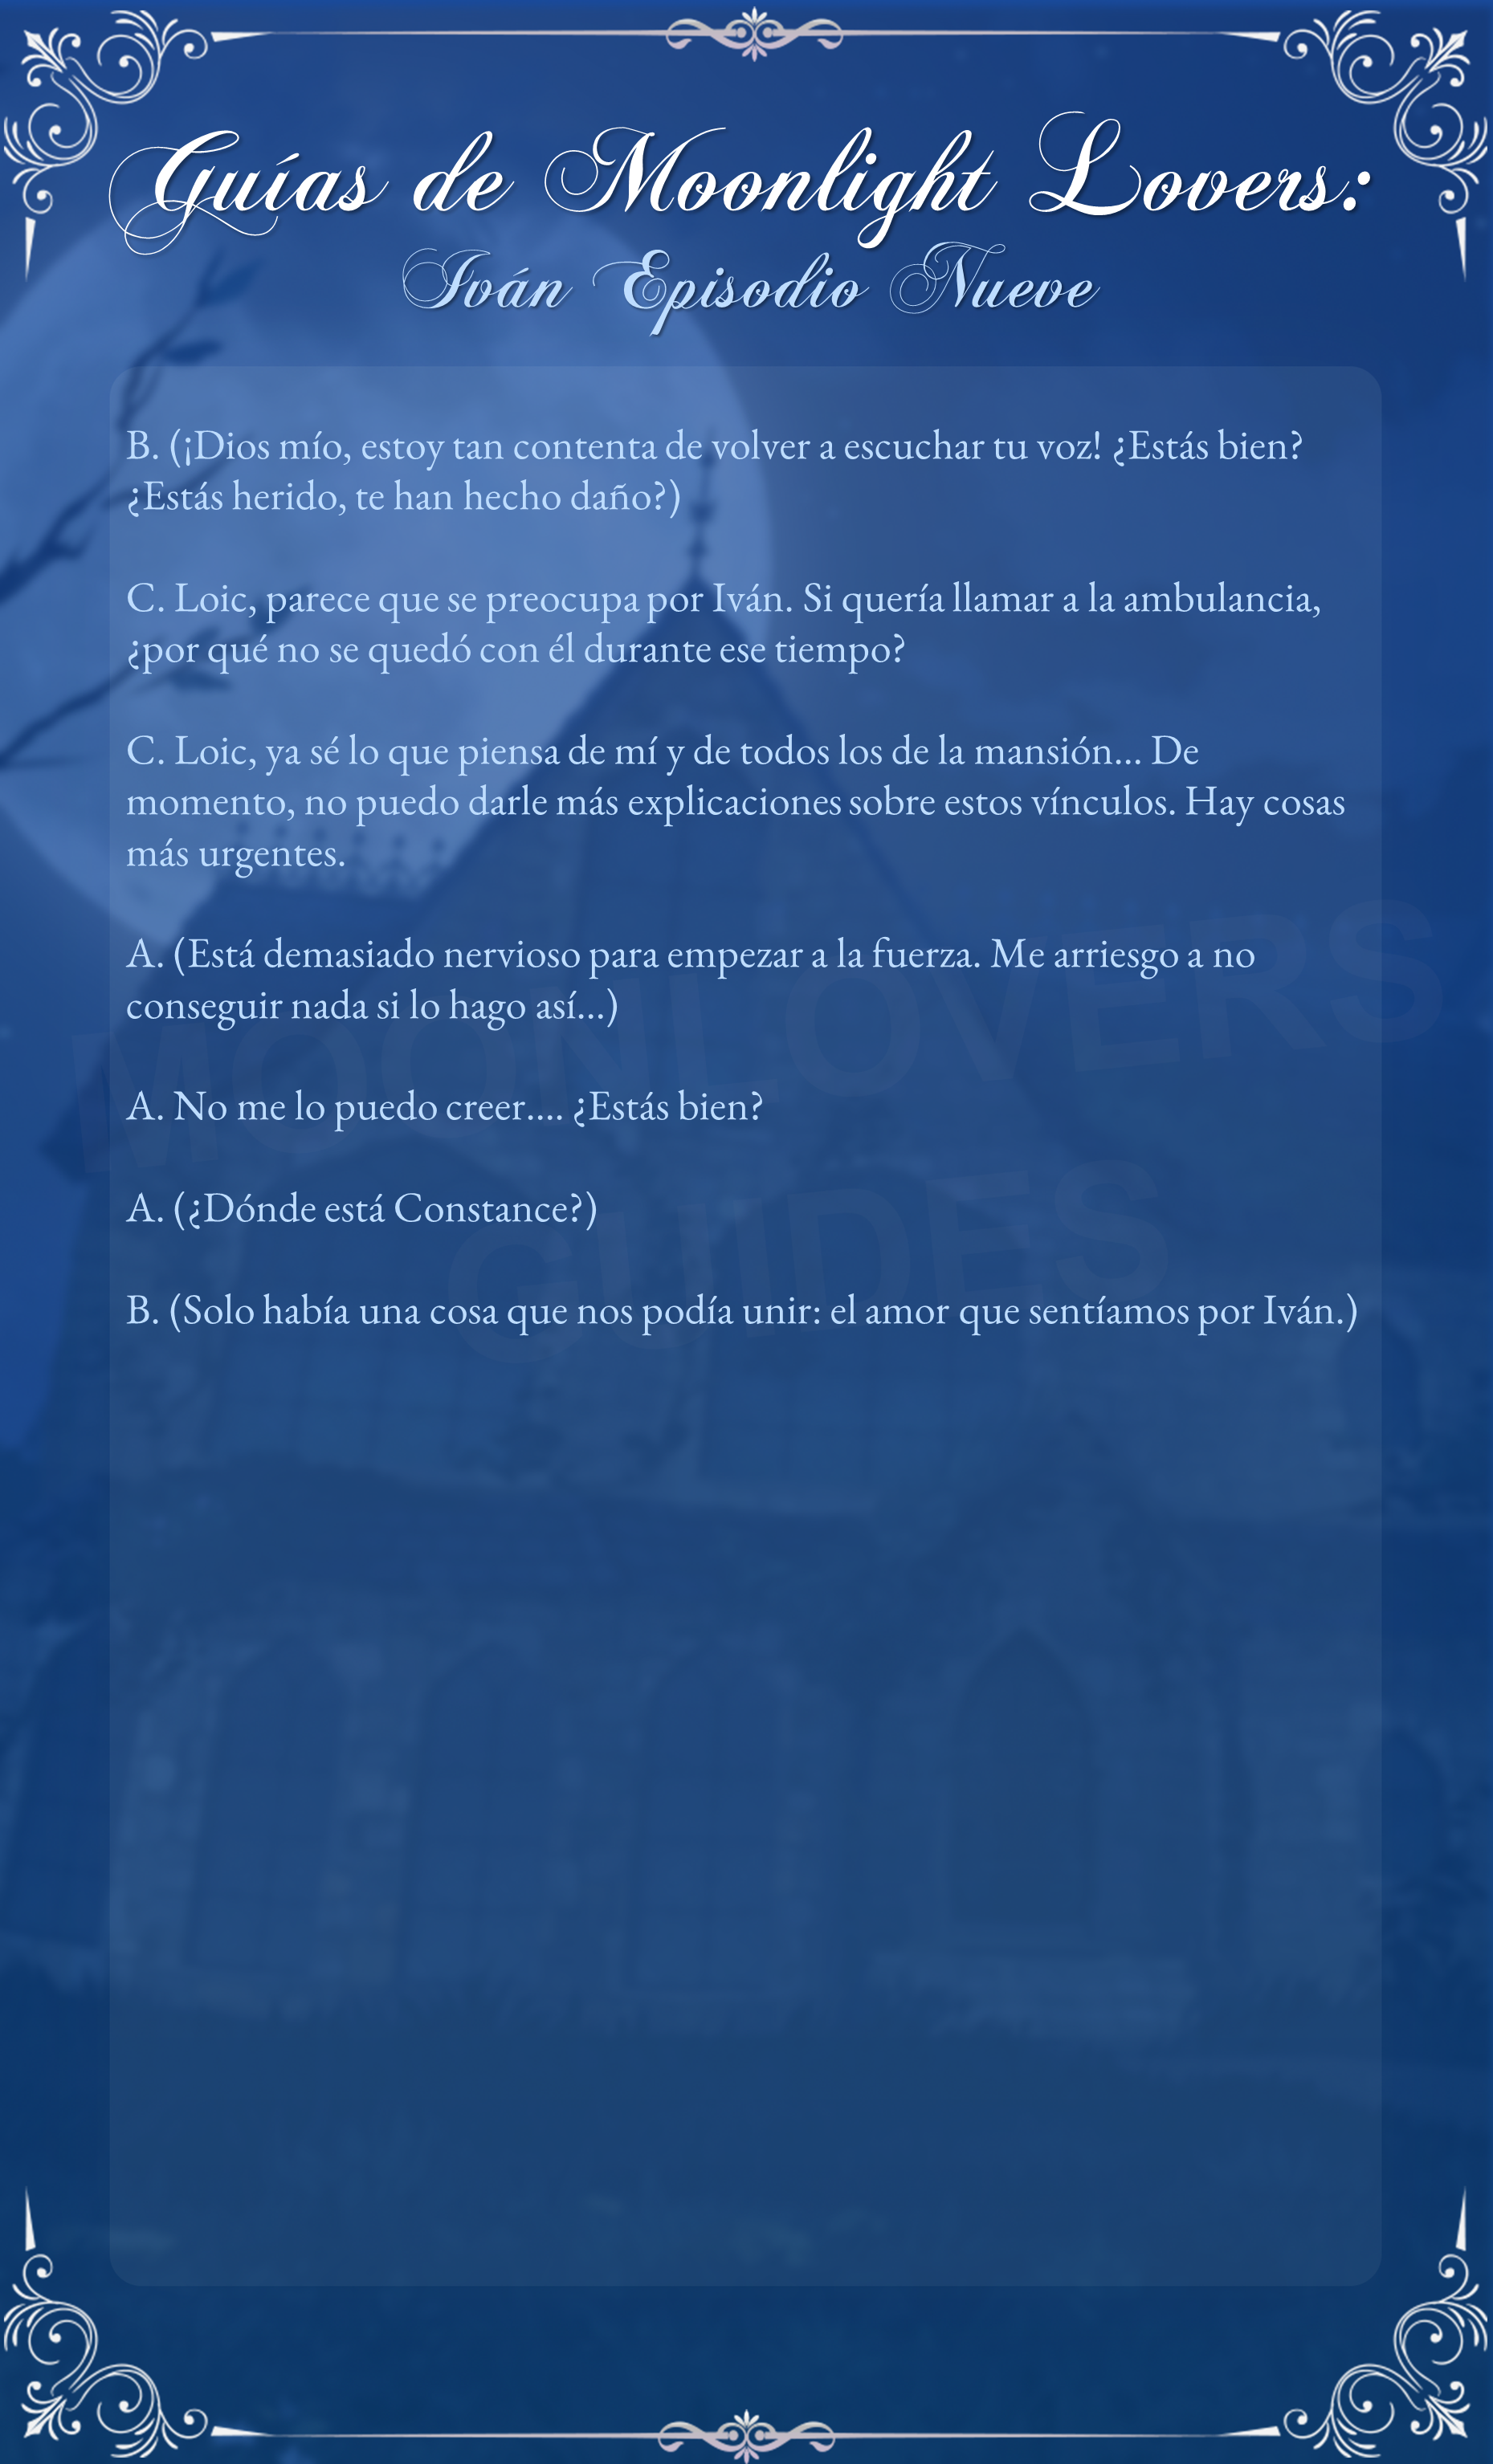 Guías de Moonlight Lovers:
Iván Episodio Nueve
B. (¡Dios mío, estoy tan contenta de volver a escuchar tu voz! ¿Estás bien?
¿Estás herido, te han hecho daño?)
C. Loic, parece que se preocupa por Iván. Si quería llamar a la ambulancia,
¿por qué no se quedó con él durante ese tiempo?
C. Loic, ya sé lo que piensa de mí y de todos los de la mansión... De
momento, no puedo darle más explicaciones sobre estos vínculos. Hay cosas
más urgentes.
A. (Está demasiado nervioso para empezar a la fuerza. Me arriesgo a no
conseguir nada si lo hago así...)
A. No me lo puedo creer.... ¿Estás bien?
A. (¿Dónde está Constance?)
B. (Solo había una cosa que nos podía unir: el amor que sentíamos por Iván.)
MOONLOVERS
GUIDES